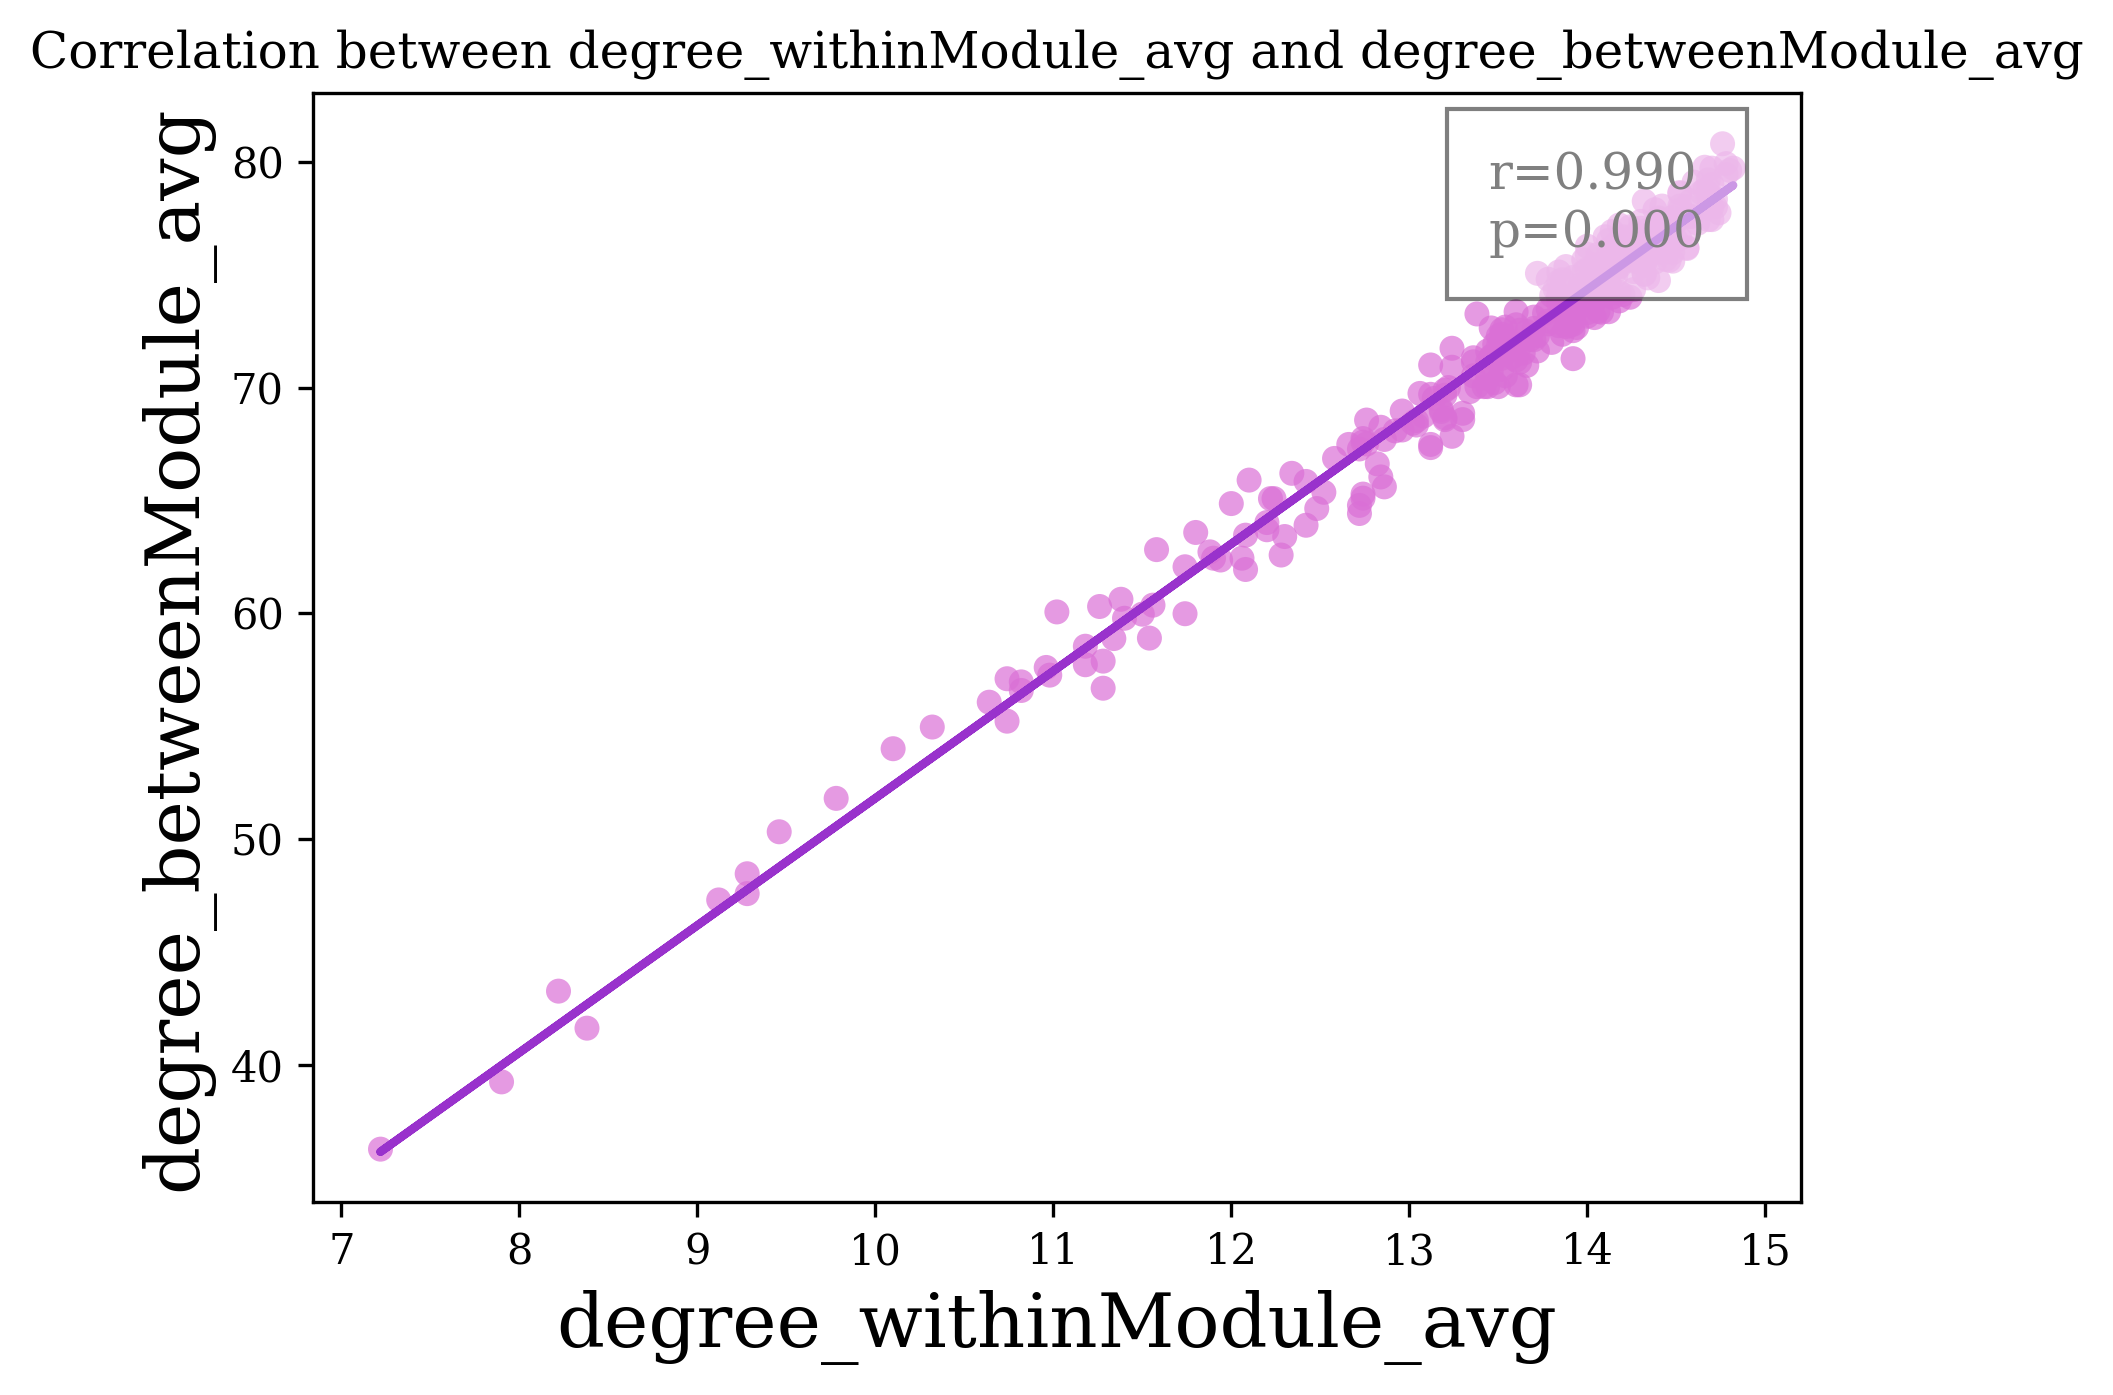 Correlation between degree_withinModule_avg and degree_betweenModule_avg
degree_betweenModule_avg
80
70
60
50
40
r=0.990
p=0.000
7 8 9 10 11 12 13 14 15
degree_withinModule_avg